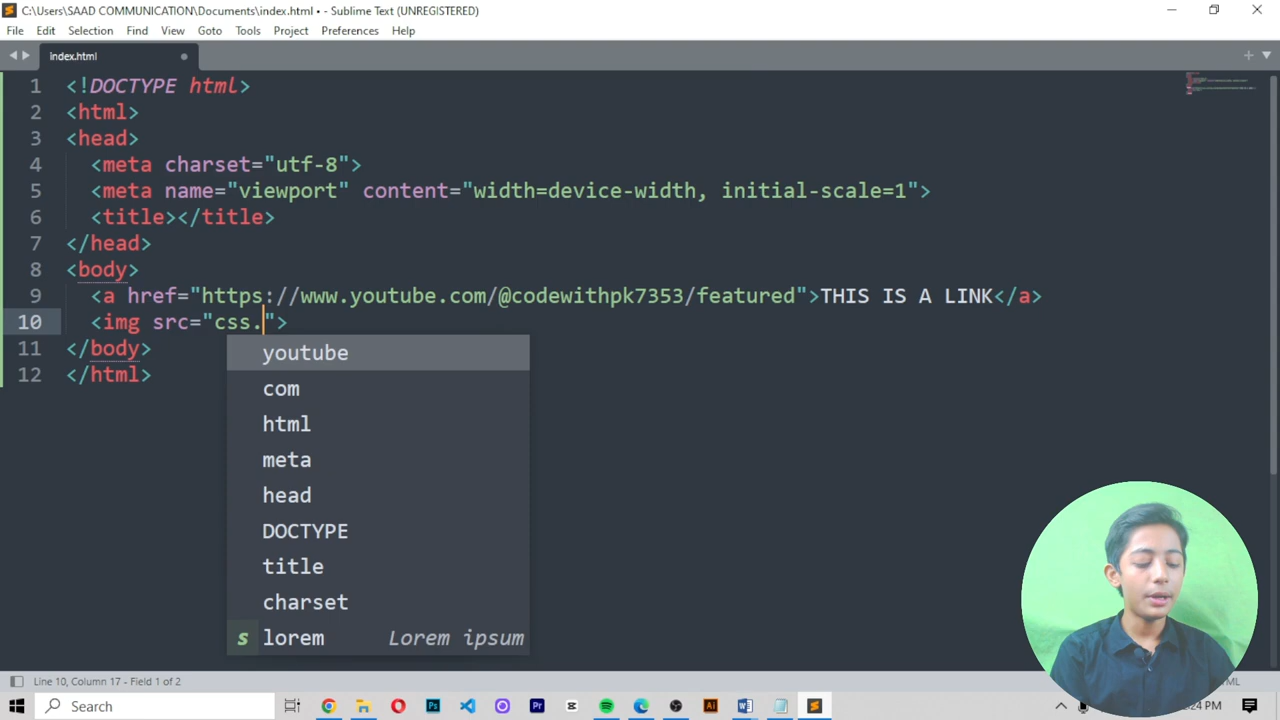 C:\Users\SAAD COMMUNICATION\Documents\index.html • - Sublime Text (UNREGISTERED)
File Edit Selection Find View Goto Tools Project Preferences Help
index.html
1 <!DOCTYPE html>
2 <html>
3 <head>
4 <meta charset="utf-8">
5 <meta name="viewport" content="width=device-width, initial-scale=1">
6 <title></title>
7 </head>
8 <body>
9 <a href="https://www.youtube.com/@codewithpk7353/featured">THIS IS A LINK</a>
10 <img src="css.">
11 </body>
12 </html>
youtube
com
html
meta
head
DOCTYPE
title
charset
s lorem Lorem ipsum
Line 10, Column 17 - Field 1 of 2
Search